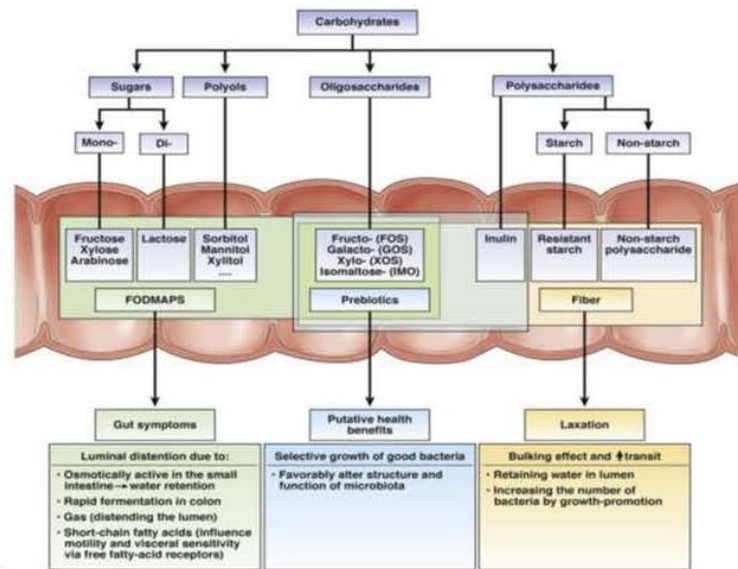 Carbohydrates
Sugars
Polyols
Oligosaccharides
Polysaccharides
Mono-
Di-
Starch
Non-starch
Fructose
Xylose
Arabinose
Lactose
Sorbitol
Mannitol
Xylitol
....
Fructo- (FOS)
Galacto- (GOS)
Xylo- (XOS)
Isomaltose- (IMO)
Inulin
Resistant
starch
Non-starch
polysaccharide
FODMAPS
Prebiotics
Fiber
Gut symptoms
Putative health
benefits
Laxation
Luminal distention due to:
• Osmotically active in the small
intestine → water retention
• Rapid fermentation in colon
• Gas (distending the lumen)
• Short-chain fatty acids (influence
motility and visceral sensitivity
via free fatty-acid receptors)
Selective growth of good bacteria
• Favorably alter structure and
function of microbiota
Bulking effect and ↑transit
• Retaining water in lumen
• Increasing the number of
bacteria by growth-promotion